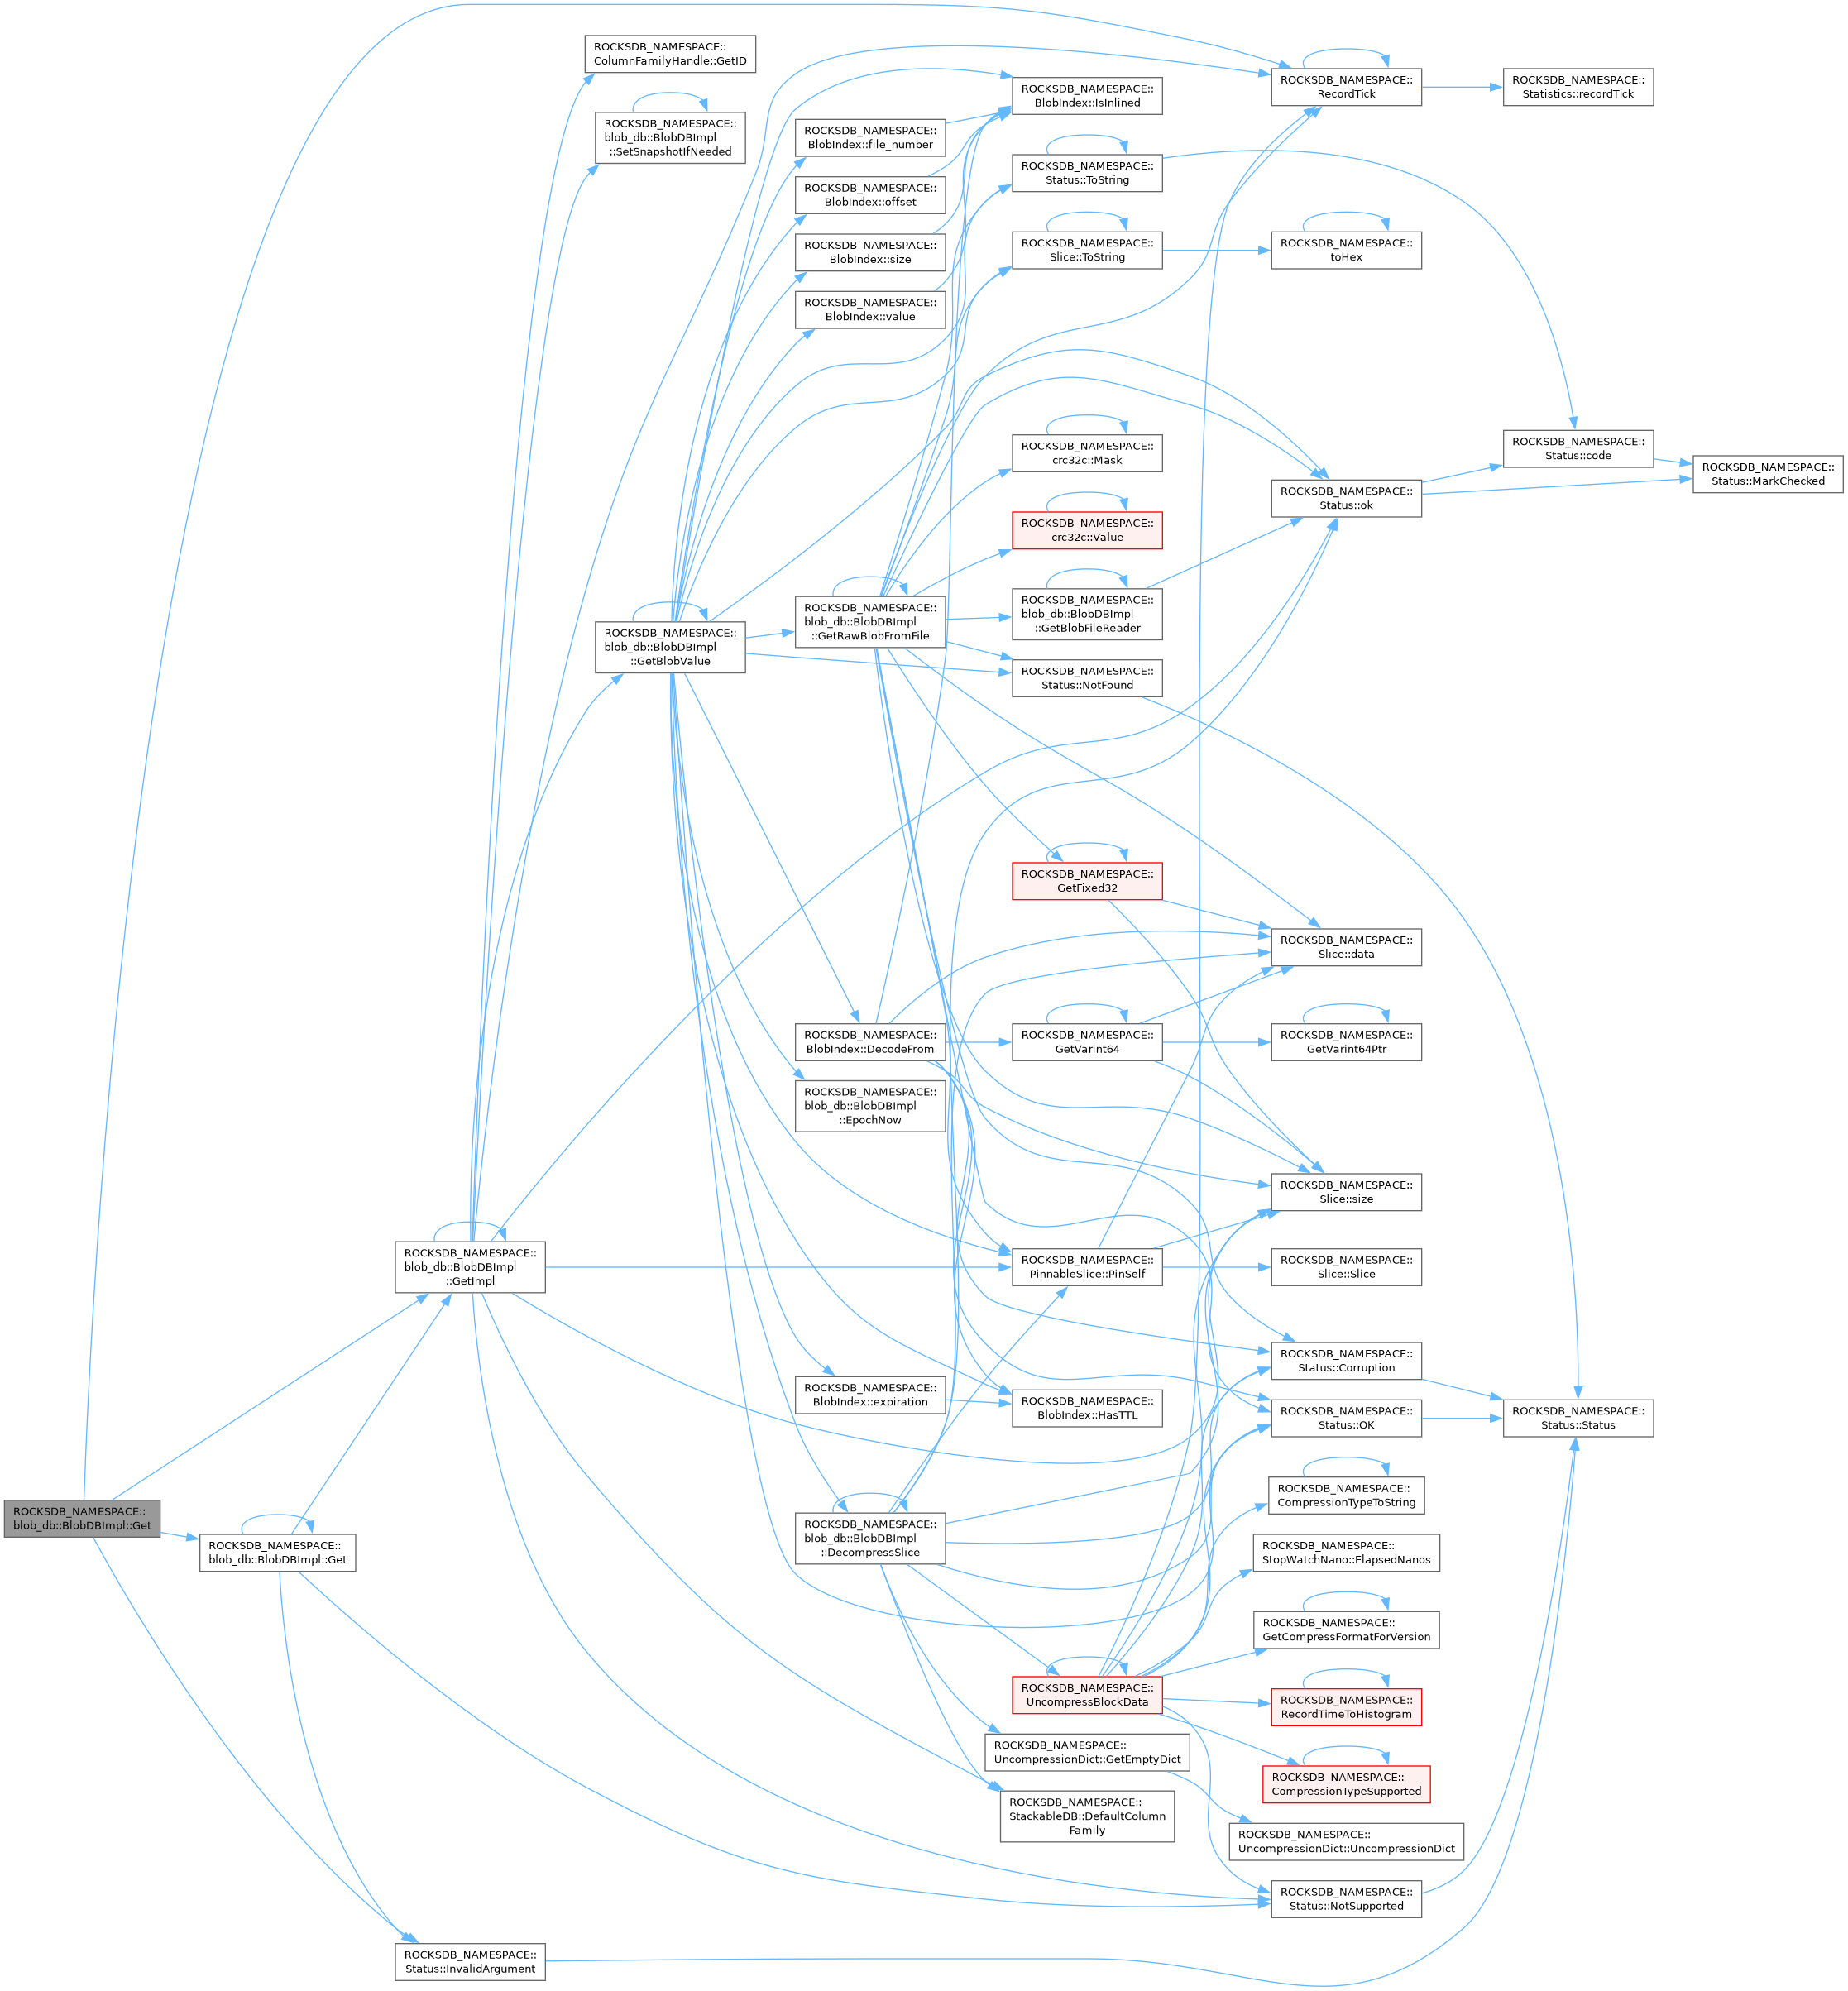 ROCKSDB_NAMESPACE::
blob_db::BlobDBImpl::Get
ROCKSDB_NAMESPACE::
blob_db::BlobDBImpl::Get
ROCKSDB_NAMESPACE::
blob_db::BlobDBImpl
::GetImpl
ROCKSDB_NAMESPACE::
Status::InvalidArgument
ROCKSDB_NAMESPACE::
ColumnFamilyHandle::GetID
ROCKSDB_NAMESPACE::
blob_db::BlobDBImpl
::SetSnapshotIfNeeded
ROCKSDB_NAMESPACE::
blob_db::BlobDBImpl
::GetBlobValue
ROCKSDB_NAMESPACE::
BlobIndex::file_number
ROCKSDB_NAMESPACE::
BlobIndex::offset
ROCKSDB_NAMESPACE::
BlobIndex::size
ROCKSDB_NAMESPACE::
BlobIndex::value
ROCKSDB_NAMESPACE::
blob_db::BlobDBImpl
::GetRawBlobFromFile
ROCKSDB_NAMESPACE::
BlobIndex::DecodeFrom
ROCKSDB_NAMESPACE::
blob_db::BlobDBImpl
::EpochNow
ROCKSDB_NAMESPACE::
BlobIndex::expiration
ROCKSDB_NAMESPACE::
blob_db::BlobDBImpl
::DecompressSlice
ROCKSDB_NAMESPACE::
BlobIndex::IsInlined
ROCKSDB_NAMESPACE::
Status::ToString
ROCKSDB_NAMESPACE::
Slice::ToString
ROCKSDB_NAMESPACE::
crc32c::Mask
ROCKSDB_NAMESPACE::
crc32c::Value
ROCKSDB_NAMESPACE::
blob_db::BlobDBImpl
::GetBlobFileReader
ROCKSDB_NAMESPACE::
Status::NotFound
ROCKSDB_NAMESPACE::
GetFixed32
ROCKSDB_NAMESPACE::
GetVarint64
ROCKSDB_NAMESPACE::
PinnableSlice::PinSelf
ROCKSDB_NAMESPACE::
BlobIndex::HasTTL
ROCKSDB_NAMESPACE::
UncompressBlockData
ROCKSDB_NAMESPACE::
UncompressionDict::GetEmptyDict
ROCKSDB_NAMESPACE::
StackableDB::DefaultColumn
Family
ROCKSDB_NAMESPACE::
RecordTick
ROCKSDB_NAMESPACE::
toHex
ROCKSDB_NAMESPACE::
Status::ok
ROCKSDB_NAMESPACE::
Slice::data
ROCKSDB_NAMESPACE::
GetVarint64Ptr
ROCKSDB_NAMESPACE::
Slice::size
ROCKSDB_NAMESPACE::
Slice::Slice
ROCKSDB_NAMESPACE::
Status::Corruption
ROCKSDB_NAMESPACE::
Status::OK
ROCKSDB_NAMESPACE::
CompressionTypeToString
ROCKSDB_NAMESPACE::
StopWatchNano::ElapsedNanos
ROCKSDB_NAMESPACE::
GetCompressFormatForVersion
ROCKSDB_NAMESPACE::
RecordTimeToHistogram
ROCKSDB_NAMESPACE::
CompressionTypeSupported
ROCKSDB_NAMESPACE::
UncompressionDict::UncompressionDict
ROCKSDB_NAMESPACE::
Status::NotSupported
ROCKSDB_NAMESPACE::
Statistics::recordTick
ROCKSDB_NAMESPACE::
Status::code
ROCKSDB_NAMESPACE::
Status::Status
ROCKSDB_NAMESPACE::
Status::MarkChecked